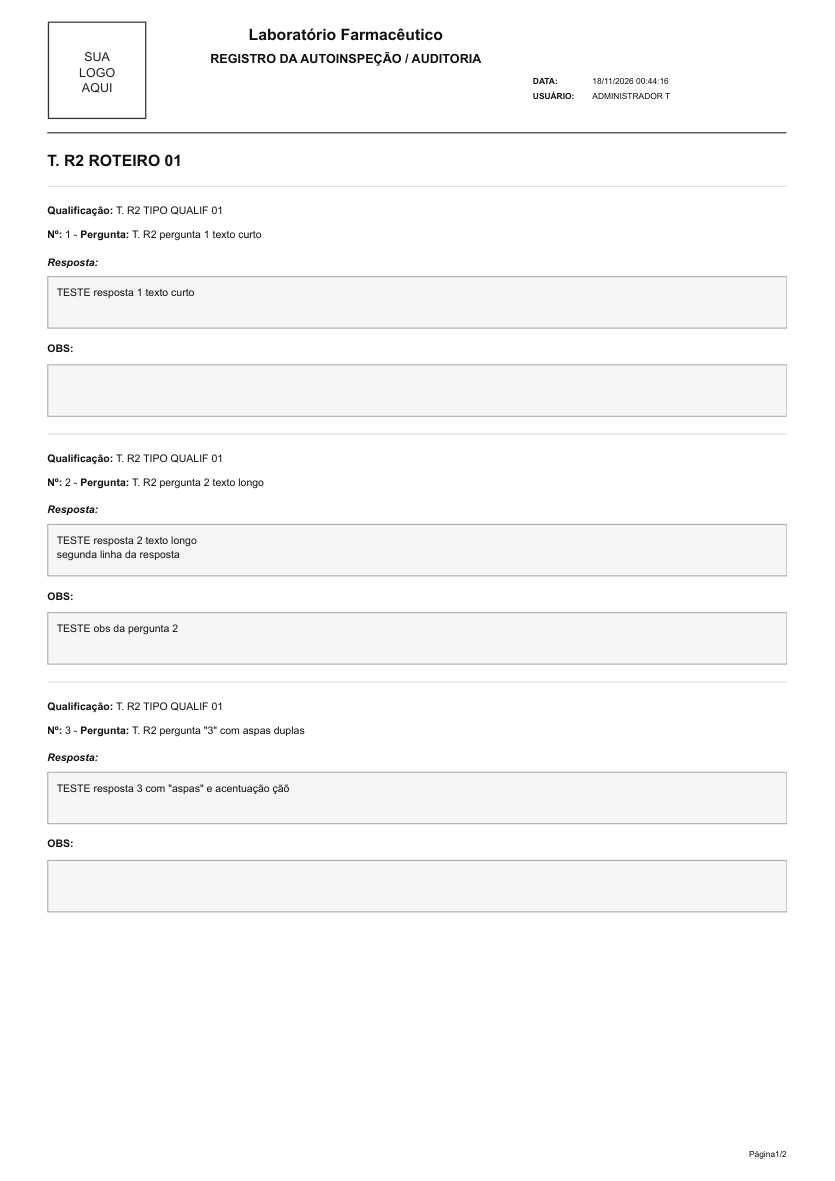 SUA
LOGO
AQUI
Laboratório Farmacêutico
REGISTRO DA AUTOINSPEÇÃO / AUDITORIA
DATA: 18/11/2026 00:44:16
USUÁRIO: ADMINISTRADOR T
T. R2 ROTEIRO 01
Qualificação: T. R2 TIPO QUALIF 01
Nº: 1 - Pergunta: T. R2 pergunta 1 texto curto
Resposta:
TESTE resposta 1 texto curto
OBS:
Qualificação: T. R2 TIPO QUALIF 01
Nº: 2 - Pergunta: T. R2 pergunta 2 texto longo
Resposta:
TESTE resposta 2 texto longo
segunda linha da resposta
OBS:
TESTE obs da pergunta 2
Qualificação: T. R2 TIPO QUALIF 01
Nº: 3 - Pergunta: T. R2 pergunta "3" com aspas duplas
Resposta:
TESTE resposta 3 com "aspas" e acentuação çãõ
OBS:
Página1/2